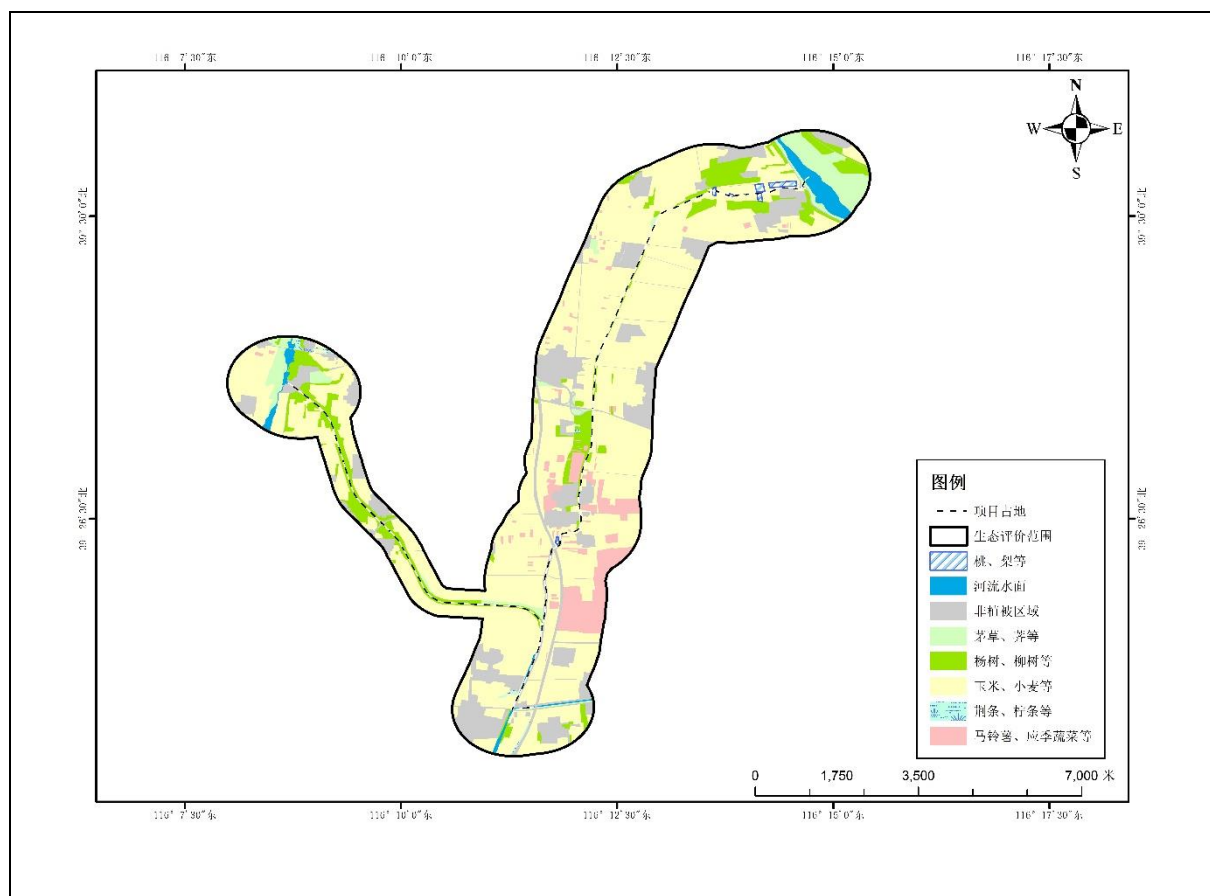 116° 7'30"东 116° 10'0"东 116° 12'30"东 116° 15'0"东 116° 17'30"东
N
W E
S
39° 30'0"北 39° 30'0"北
39° 26'30"北 39° 26'30"北
图例
项目占地
生态评价范围
桃、梨等
河流水面
非植被区域
茅草、荠等
杨树、柳树等
玉米、小麦等
荆条、柠条等
马铃薯、应季蔬菜等
0 1,750 3,500 7,000 米
116° 7'30"东 116° 10'0"东 116° 12'30"东 116° 15'0"东 116° 17'30"东